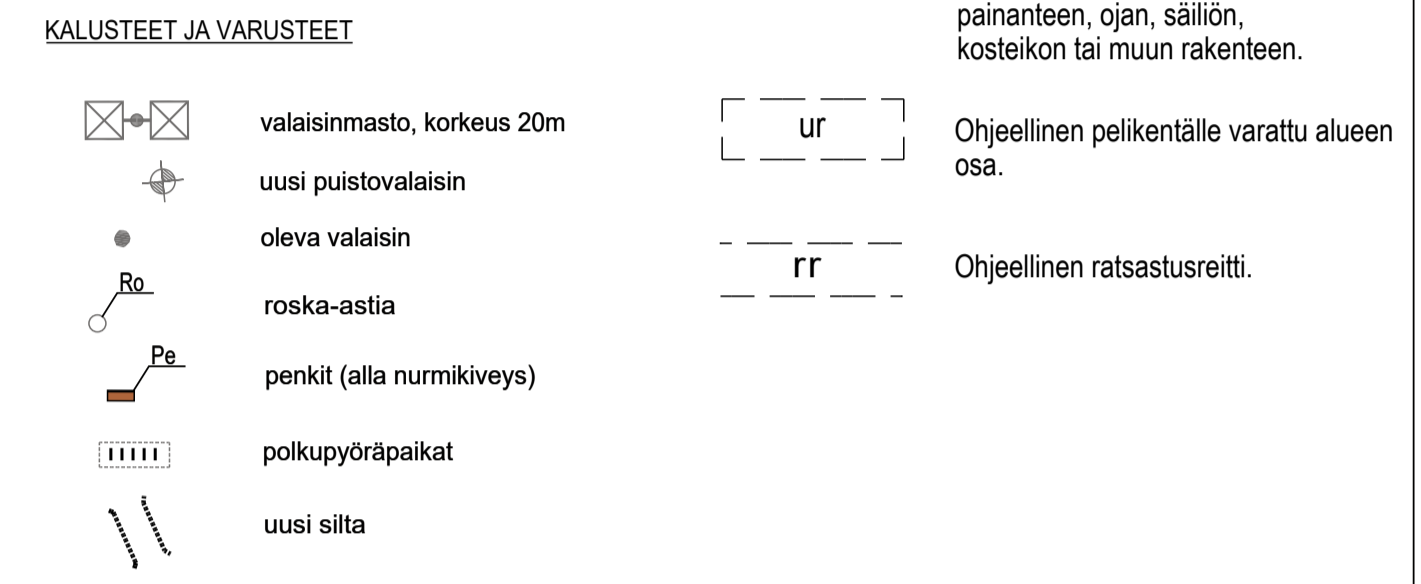 KALUSTEET JA VARUSTEET
valaisinmasto, korkeus 20m
uusi puistovalaisin
oleva valaisin
Ro
roska-astia
Pe
penkit (alla nurmikiveys)
polkupyöräpaikat
uusi silta
painanteen, ojan, säiliön,
kosteikon tai muun rakenteen.
ur
Ohjeellinen pelikentälle varattu alueen
osa.
rr
Ohjeellinen ratsastusreitti.